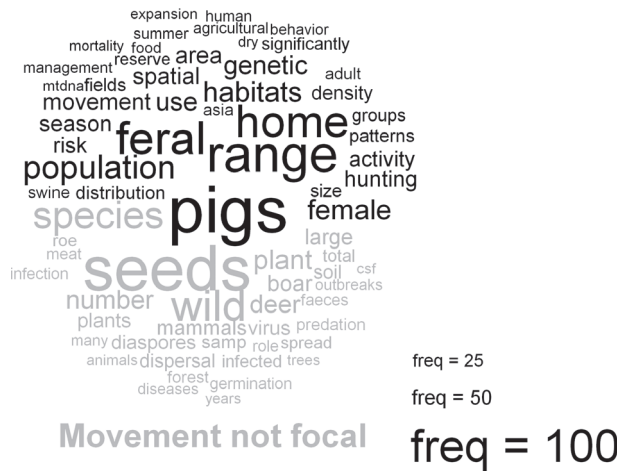 expansion human
summer agricultural behavior
mortality food dry significantly
reserve area
management genetic adult
mtdna fields spatial
habitats density
movement use asia
season home groups
feral patterns
risk range
population activity
hunting
swine distribution size
species pigs female
roe large
meat
infection seeds plant total
soil csf
boar outbreaks
number wild deer faeces
plants mammals virus predation
many diaspores samp role spread
animals dispersal infected trees
forest
diseases germination
years
freq = 25
freq = 50
Movement not focal
freq = 100